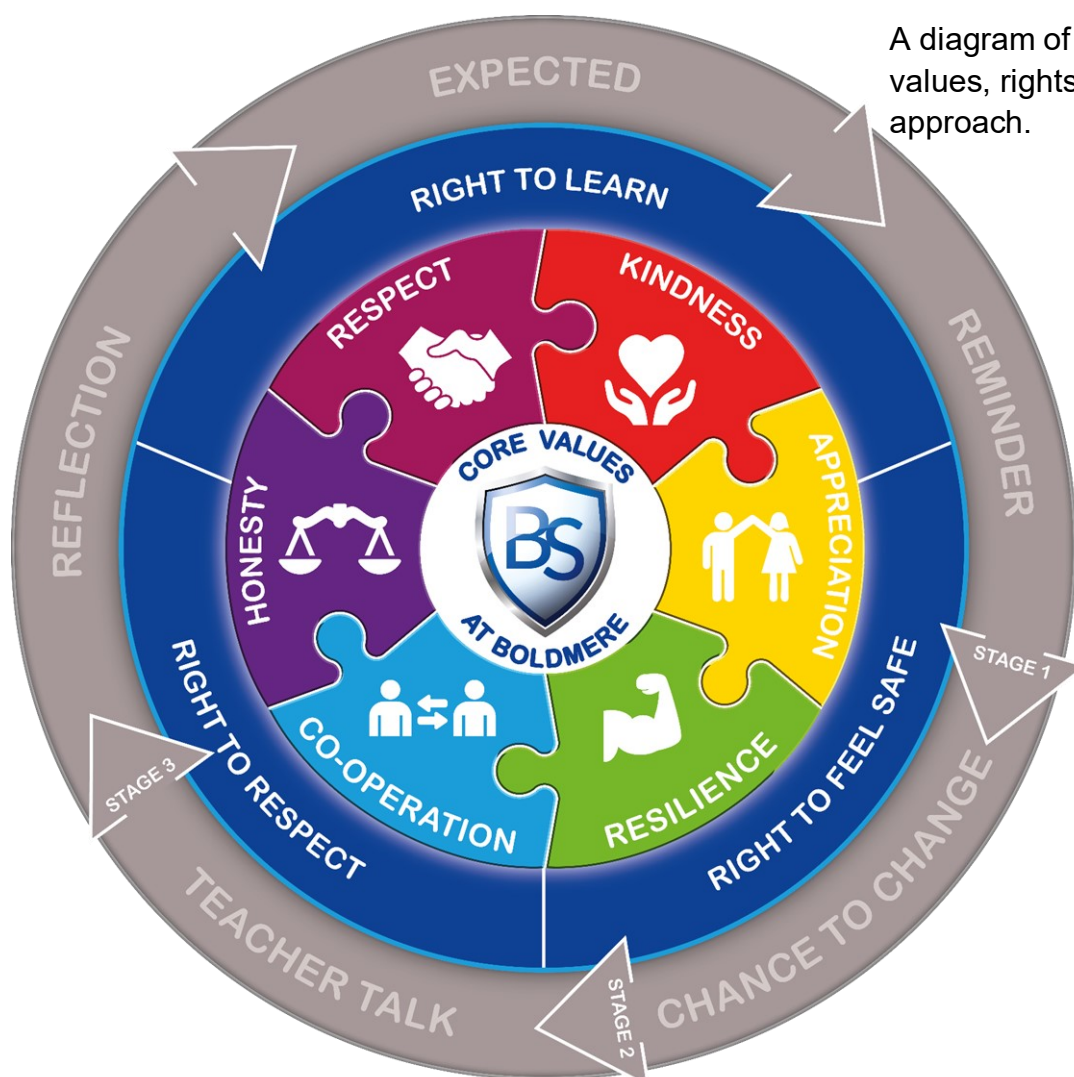 A diagram of
values, rights
approach.
EXPECTED
REMINDER
STAGE 1
CHANCE TO CHANGE
STAGE 2
TEACHER TALK
STAGE 3
REFLECTION
RIGHT TO LEARN
RIGHT TO FEEL SAFE
RIGHT TO RESPECT
KINDNESS
APPRECIATION
RESILIENCE
CO-OPERATION
HONESTY
RESPECT
CORE VALUES
BS
AT BOLDMERE